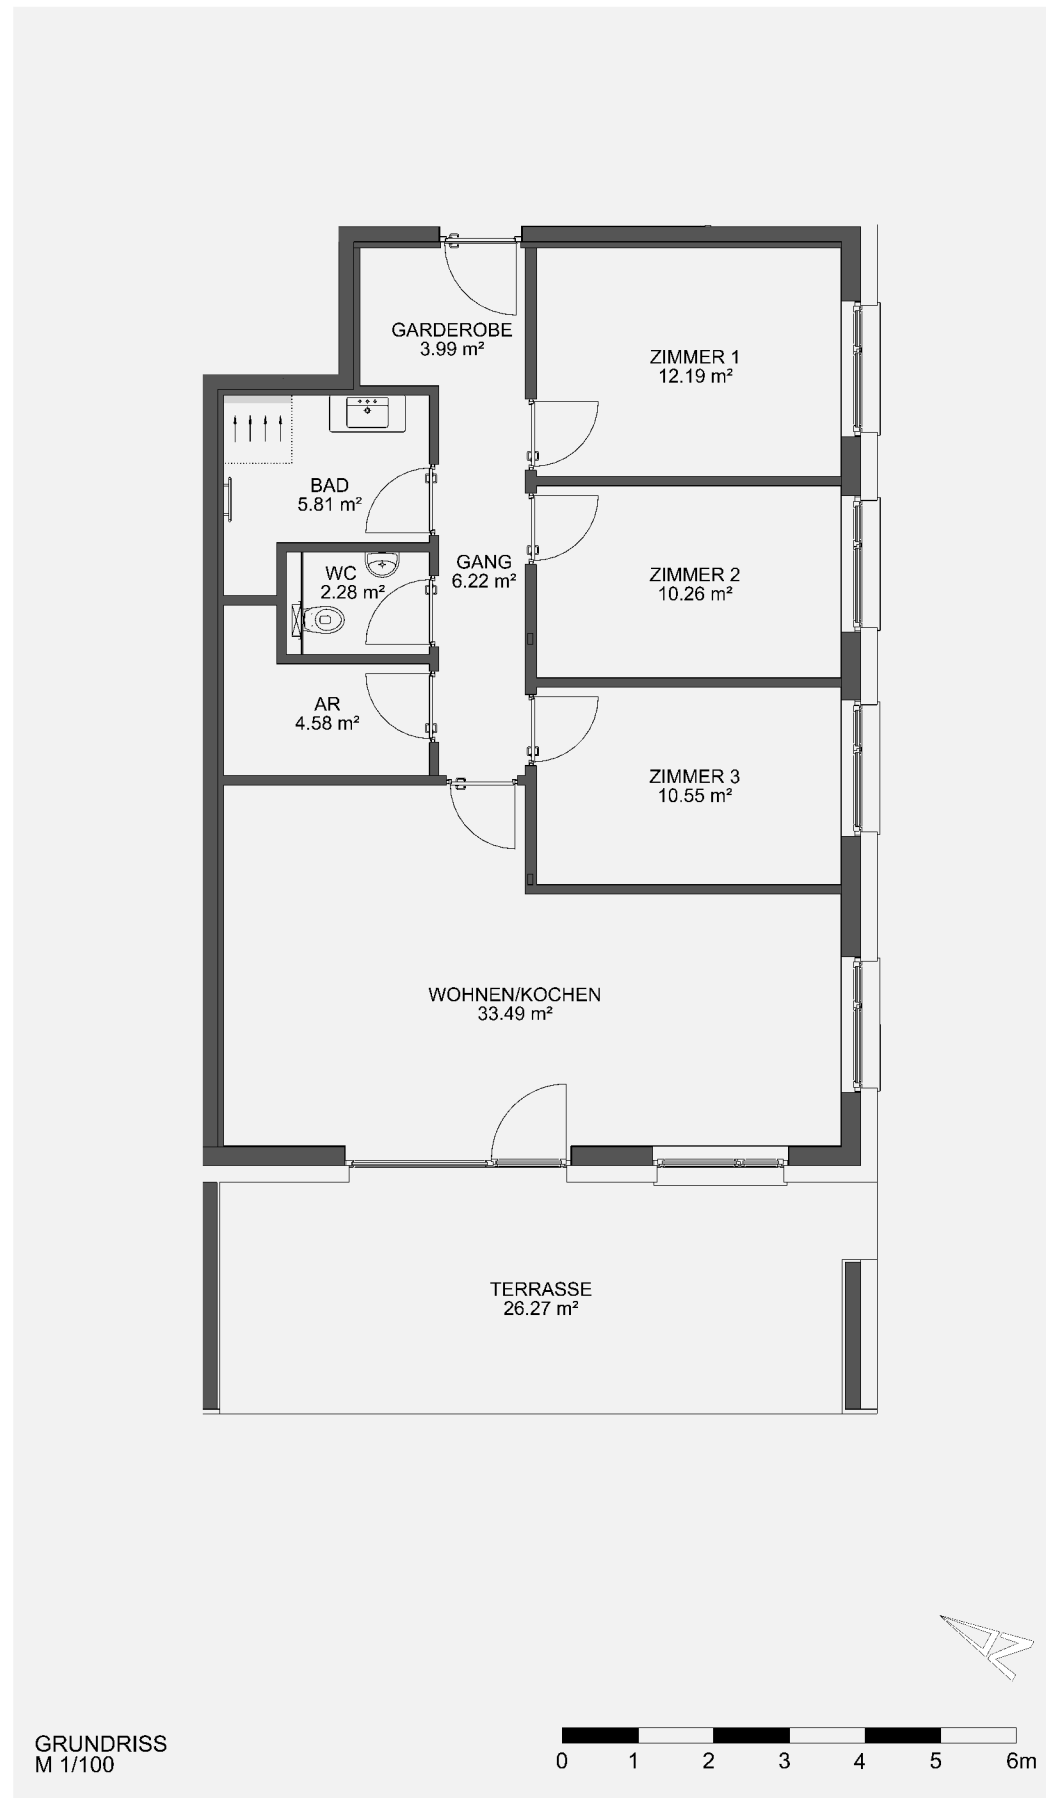 GARDEROBE
3.99 m²
ZIMMER 1
12.19 m²
BAD
5.81 m²
GANG
6.22 m²
WC
2.28 m²
ZIMMER 2
10.26 m²
AR
4.58 m²
ZIMMER 3
10.55 m²
WOHNEN/KOCHEN
33.49 m²
TERRASSE
26.27 m²
N
GRUNDRISS
M 1/100
0 1 2 3 4 5 6m